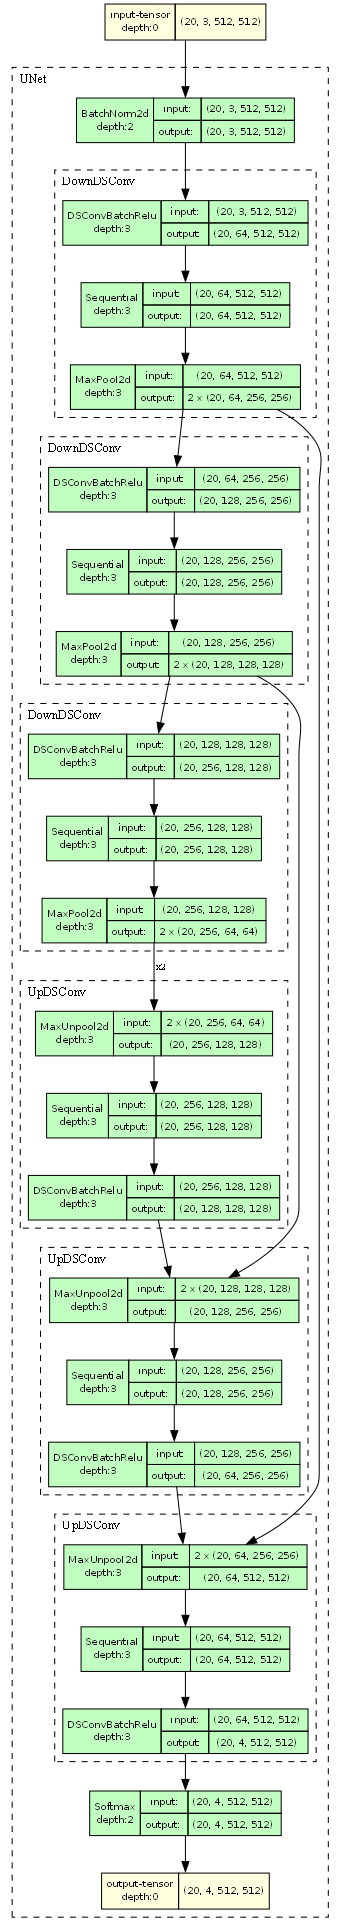 input-tensor
depth:0
(20, 3, 512, 512)
UNet
BatchNorm2d
depth:2
input:
(20, 3, 512, 512)
output:
(20, 3, 512, 512)
DownDSConv
DSConvBatchRelu
depth:3
input:
(20, 3, 512, 512)
output:
(20, 64, 512, 512)
Sequential
depth:3
input:
(20, 64, 512, 512)
output:
(20, 64, 512, 512)
MaxPool2d
depth:3
input:
(20, 64, 512, 512)
output:
2 x (20, 64, 256, 256)
DownDSConv
DSConvBatchRelu
depth:3
input:
(20, 64, 256, 256)
output:
(20, 128, 256, 256)
Sequential
depth:3
input:
(20, 128, 256, 256)
output:
(20, 128, 256, 256)
MaxPool2d
depth:3
input:
(20, 128, 256, 256)
output:
2 x (20, 128, 128, 128)
DownDSConv
DSConvBatchRelu
depth:3
input:
(20, 128, 128, 128)
output:
(20, 256, 128, 128)
Sequential
depth:3
input:
(20, 256, 128, 128)
output:
(20, 256, 128, 128)
MaxPool2d
depth:3
input:
(20, 256, 128, 128)
output:
2 x (20, 256, 64, 64)
x2
UpDSConv
MaxUnpool2d
depth:3
input:
2 x (20, 256, 64, 64)
output:
(20, 256, 128, 128)
Sequential
depth:3
input:
(20, 256, 128, 128)
output:
(20, 256, 128, 128)
DSConvBatchRelu
depth:3
input:
(20, 256, 128, 128)
output:
(20, 128, 128, 128)
UpDSConv
MaxUnpool2d
depth:3
input:
2 x (20, 128, 128, 128)
output:
(20, 128, 256, 256)
Sequential
depth:3
input:
(20, 128, 256, 256)
output:
(20, 128, 256, 256)
DSConvBatchRelu
depth:3
input:
(20, 128, 256, 256)
output:
(20, 64, 256, 256)
UpDSConv
MaxUnpool2d
depth:3
input:
2 x (20, 64, 256, 256)
output:
(20, 64, 512, 512)
Sequential
depth:3
input:
(20, 64, 512, 512)
output:
(20, 64, 512, 512)
DSConvBatchRelu
depth:3
input:
(20, 64, 512, 512)
output:
(20, 4, 512, 512)
Softmax
depth:2
input:
(20, 4, 512, 512)
output:
(20, 4, 512, 512)
output-tensor
depth:0
(20, 4, 512, 512)